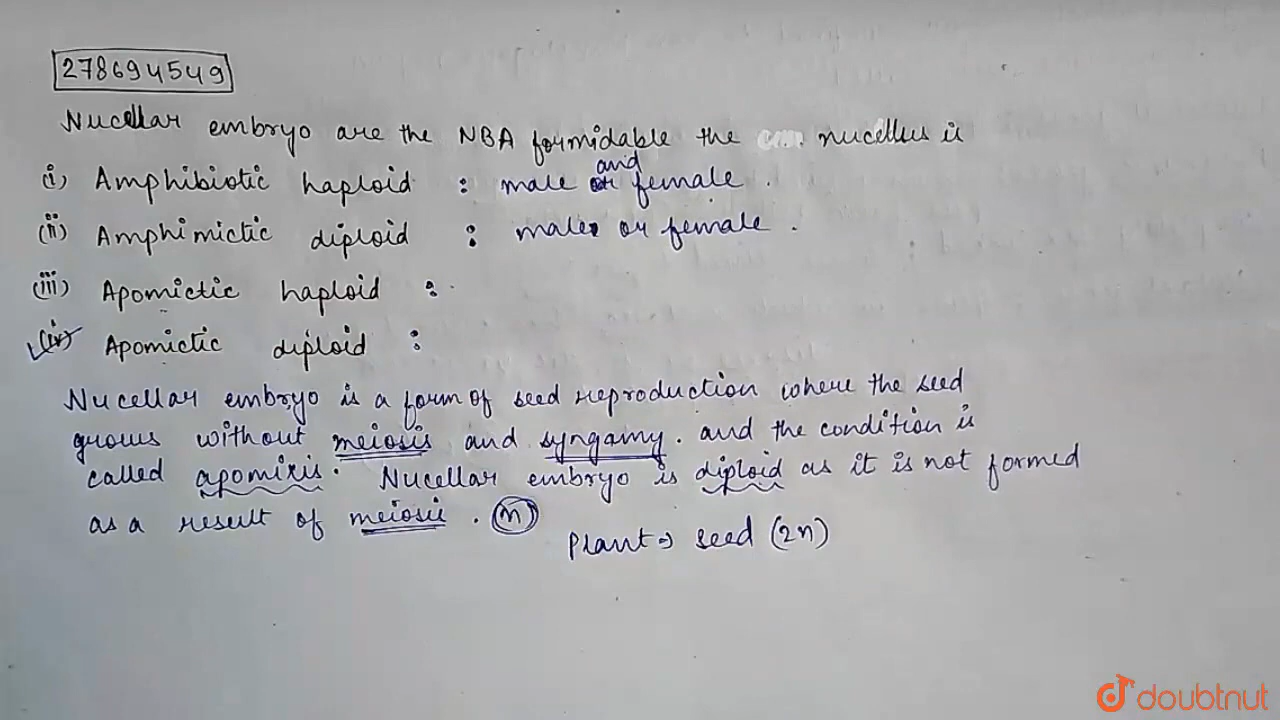 278694549
Nucellar embryo are the NBA formidable the nucellus is
(i) Amphibiotic haploid : male and female .
(ii) Amphimictic diploid : male or female .
(iii) Apomictic haploid :
(iv) Apomictic diploid :
Nucellar embryo is a form of seed reproduction where the seed
grows without meiosis and syngamy . and the condition is
called apomixis . Nucellar embryo is diploid as it is not formed
as a result of meiosis . (n)
Plant → seed (2n)
doubtnut